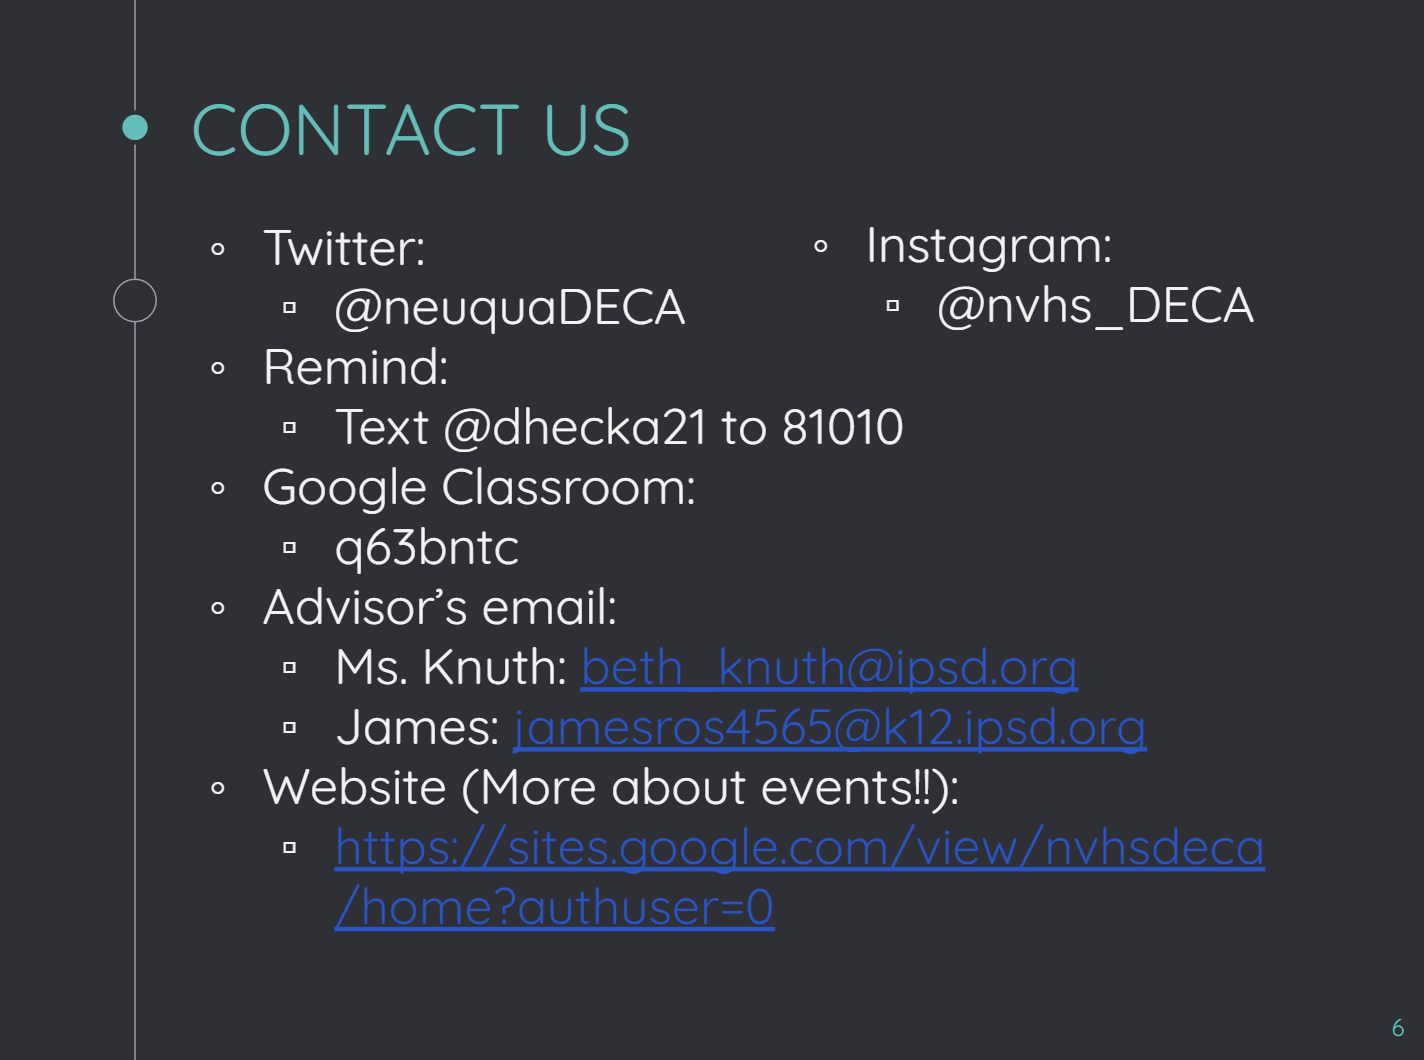 CONTACT US
Twitter:
@neuquaDECA
Remind:
Text @dhecka21 to 81010
Google Classroom:
q63bntc
Advisor’s email:
Ms. Knuth: beth_knuth@ipsd.org
James: jamesros4565@k12.ipsd.org
Website (More about events!!):
https://sites.google.com/view/nvhsdeca
/home?authuser=0
Instagram:
@nvhs_DECA
6